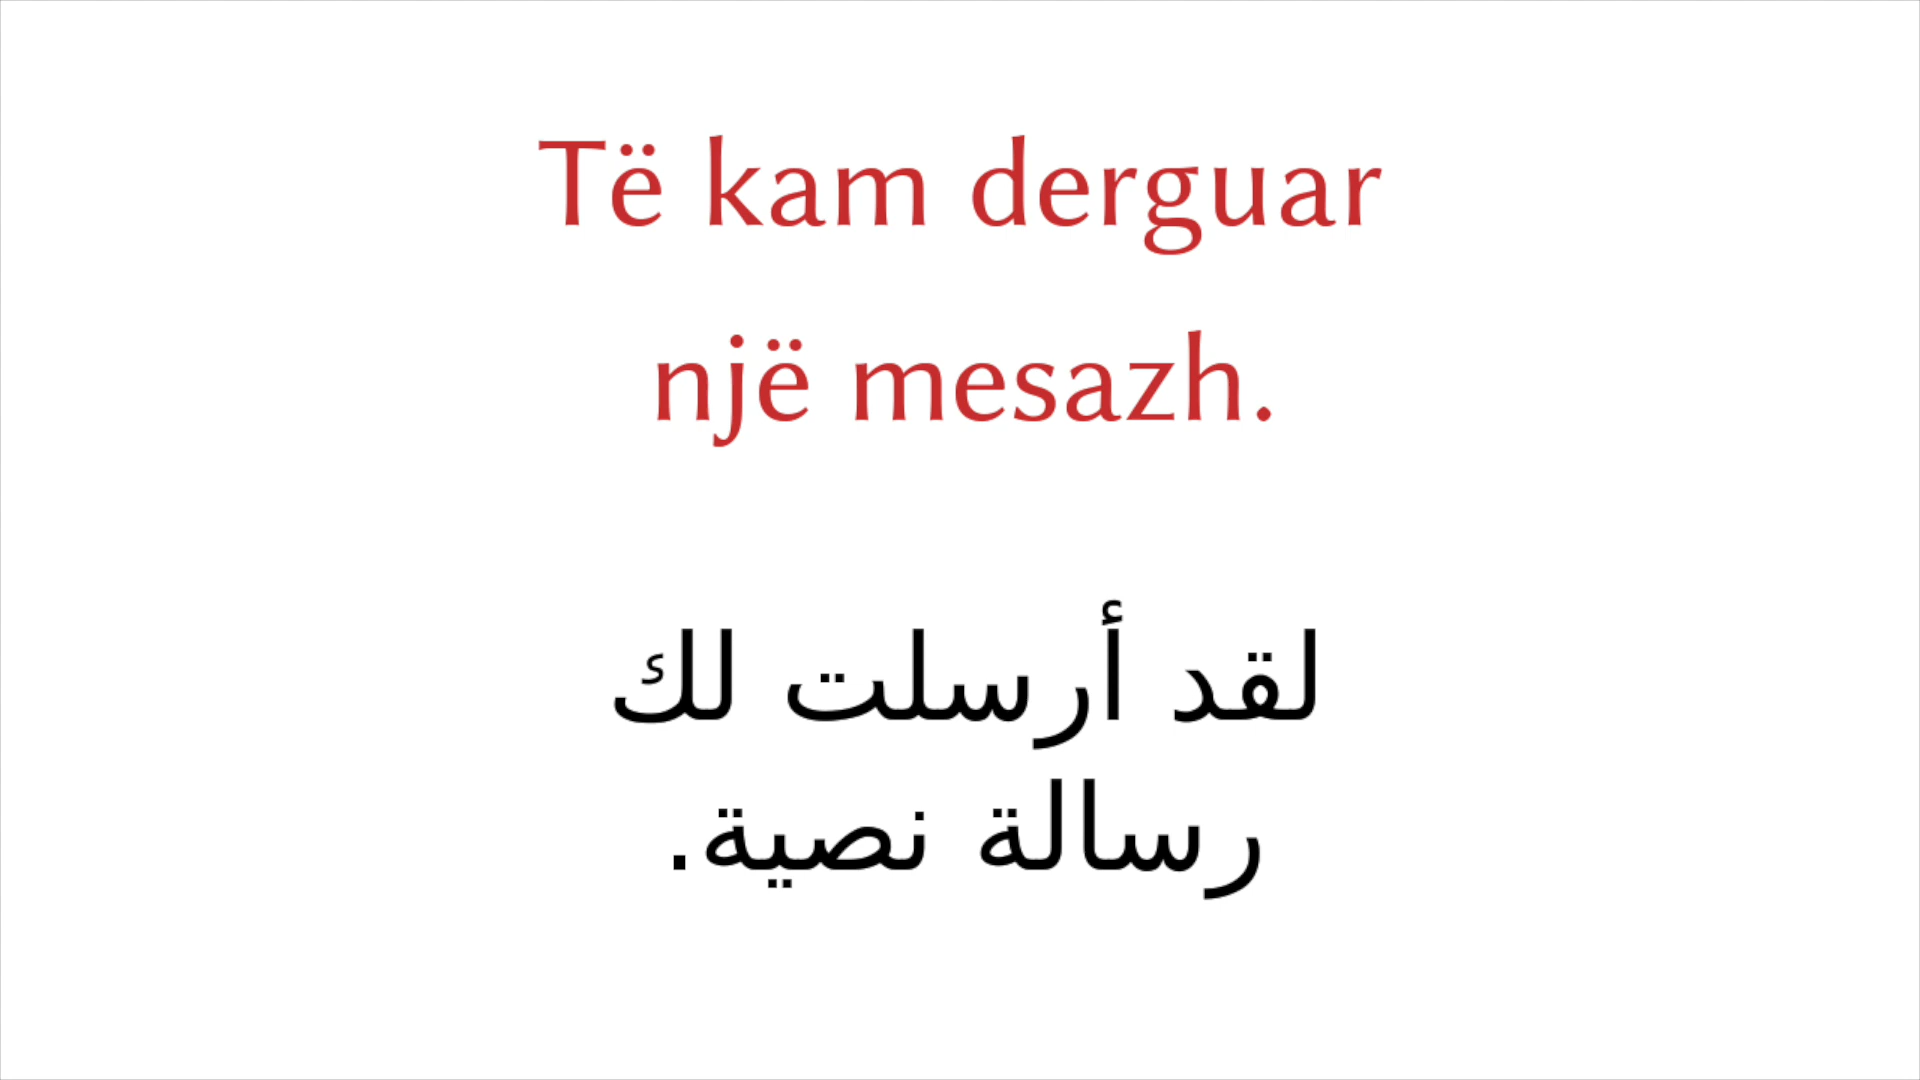 Të kam derguar
një mesazh.
لقد أرسلت لك
رسالة نصية.